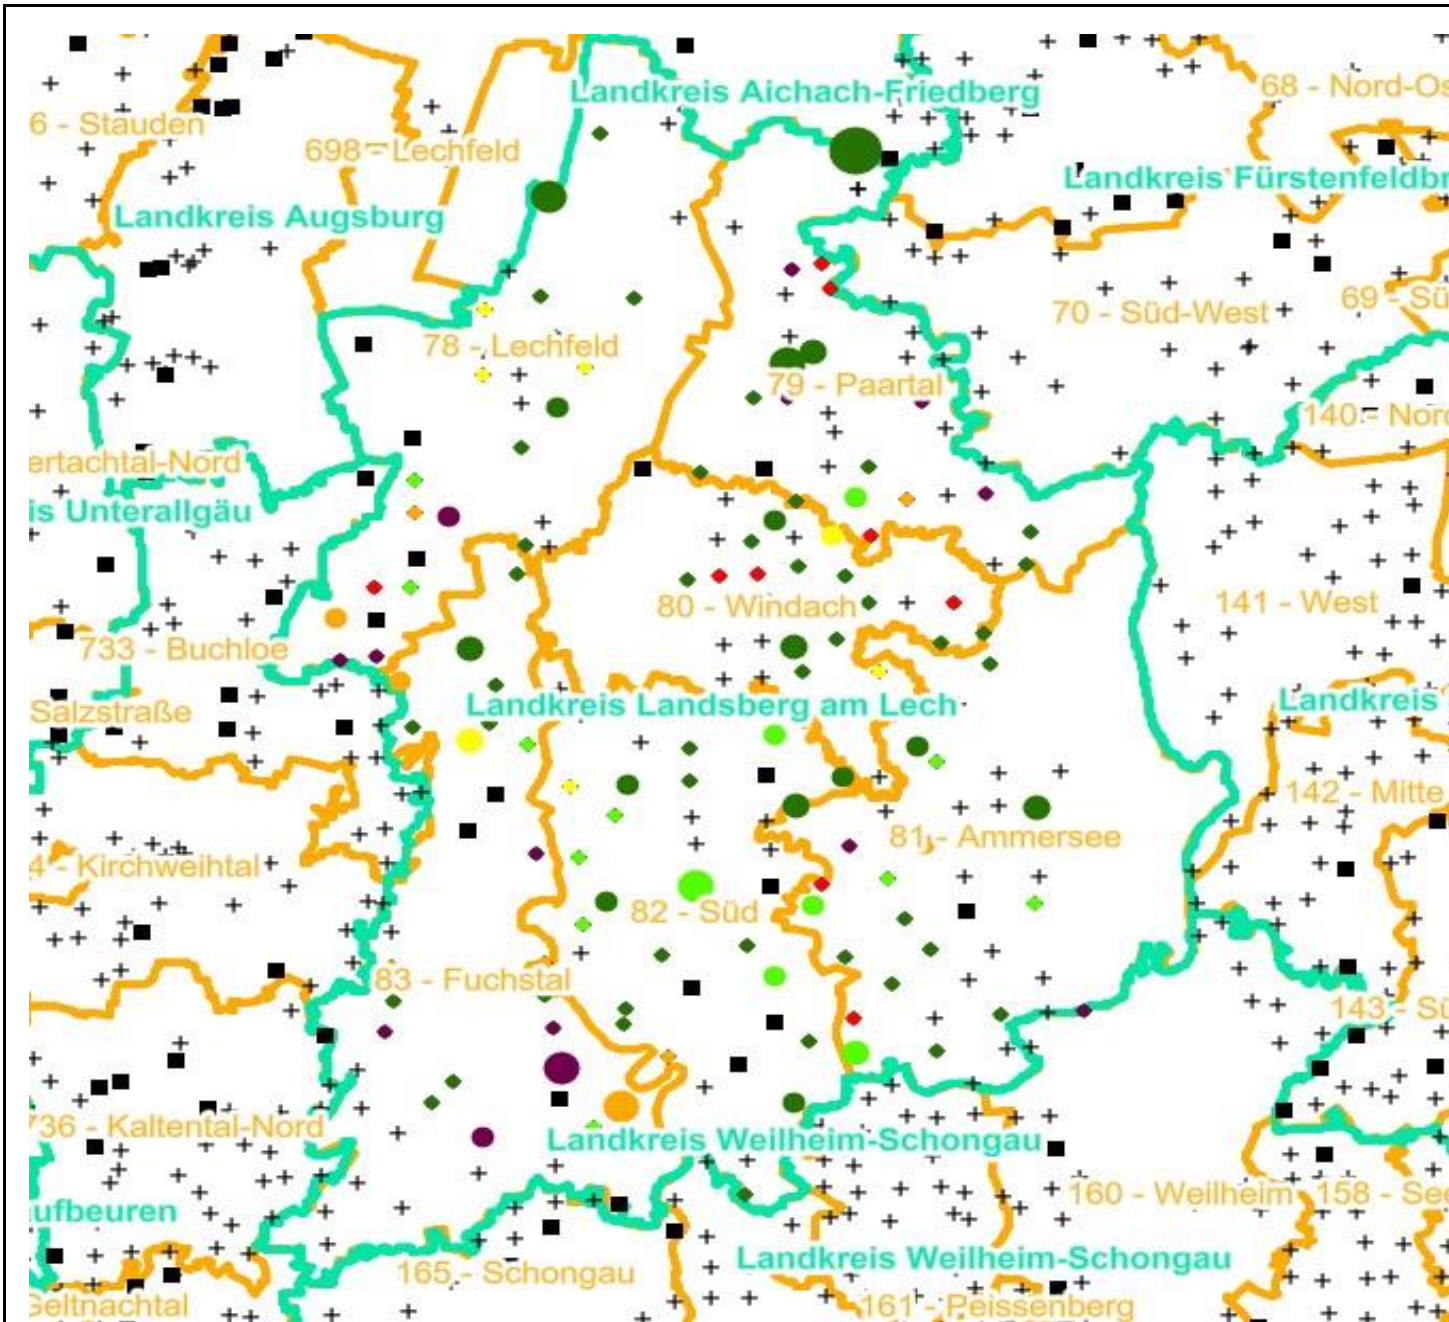 Landkreis Aichach-Friedberg
68 - Nord-Os
6 - Stauden
698 - Lechfeld
Landkreis Fürstenfeldbr
Landkreis Augsburg
69 - Sü
70 - Süd-West
78 - Lechfeld
79 - Paartal
140 - Nord
ertachtal-Nord
is Unterallgäu
80 - Windach
141 - West
733 - Buchloe
Landkreis Landsberg am Lech
Landkreis
Salzstraße
142 - Mitte
81 - Ammersee
4 - Kirchweihtal
82 - Süd
83 - Fuchstal
143 - Sü
736 - Kaltental-Nord
Landkreis Weilheim-Schongau
160 - Weilheim
158 - See
ufbeuren
Landkreis Weilheim-Schongau
165 - Schongau
Geltnachtal
161 - Peissenberg